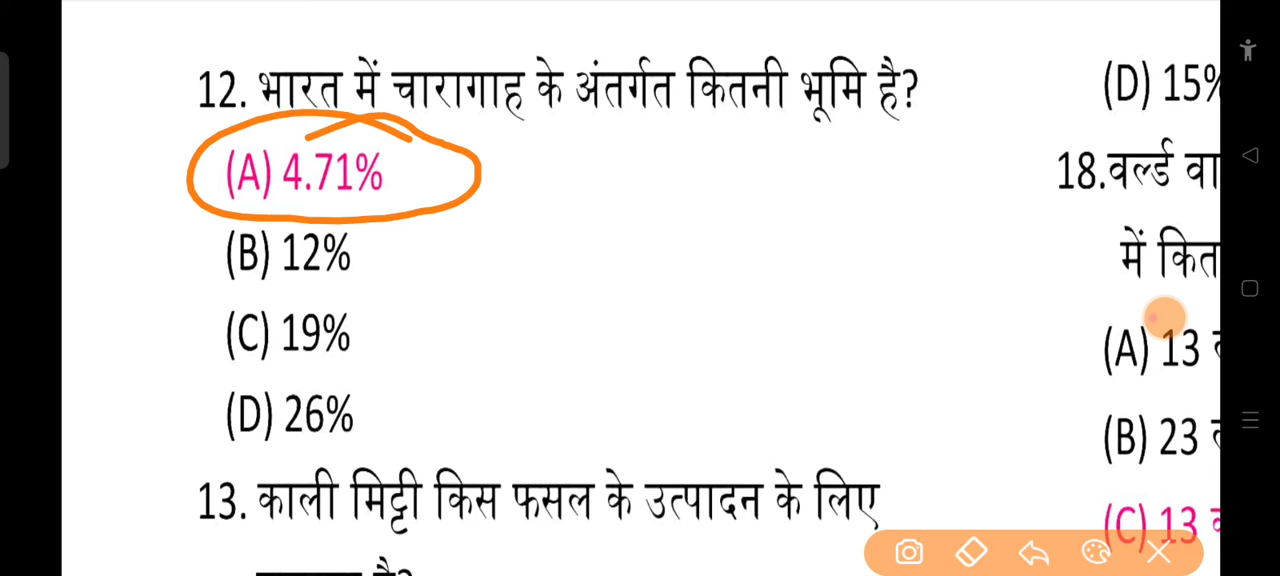 12. भारत में चारागाह के अंतर्गत कितनी भूमि है?
(A) 4.71%
(B) 12%
(C) 19%
(D) 26%
13. काली मिट्टी किस फसल के उत्पादन के लिए
है?
(D) 15%
18.वर्ल्ड
में
(A) 13
(B) 23
(C) 13